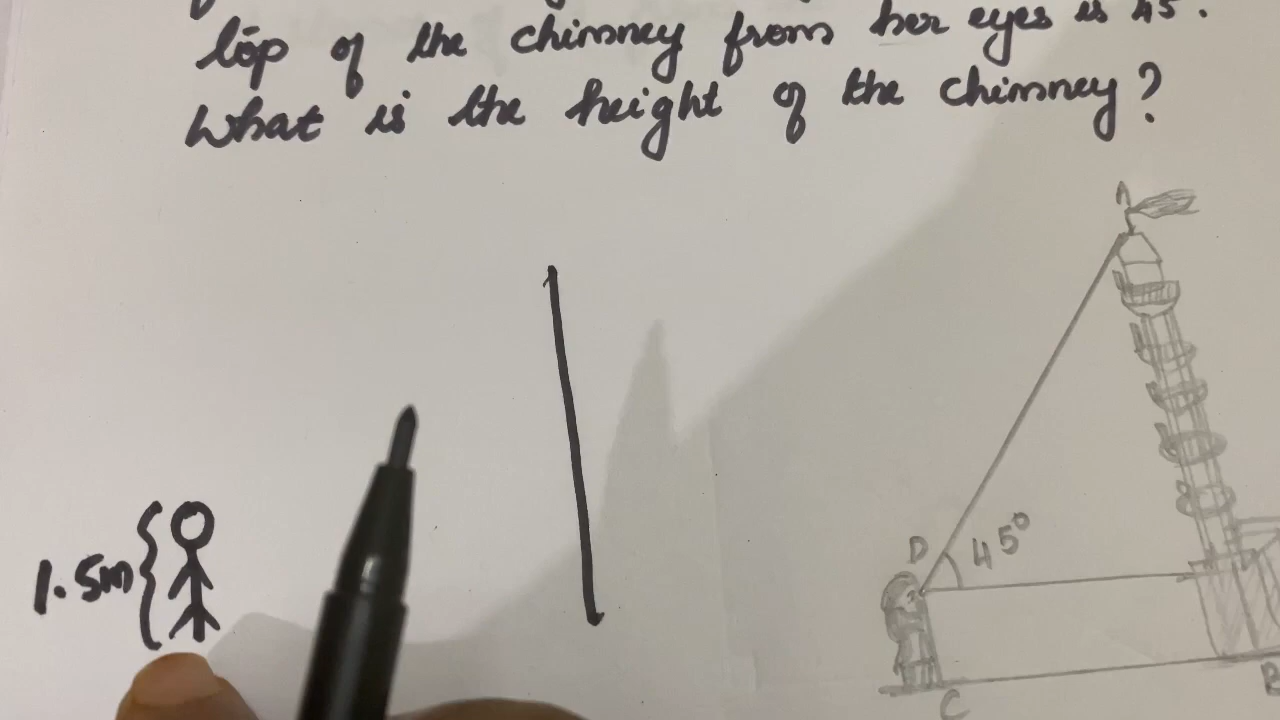 top of the chimney from her eyes is 45°.
What is the height of the chimney?
A
D 45°
1.5m
C
B